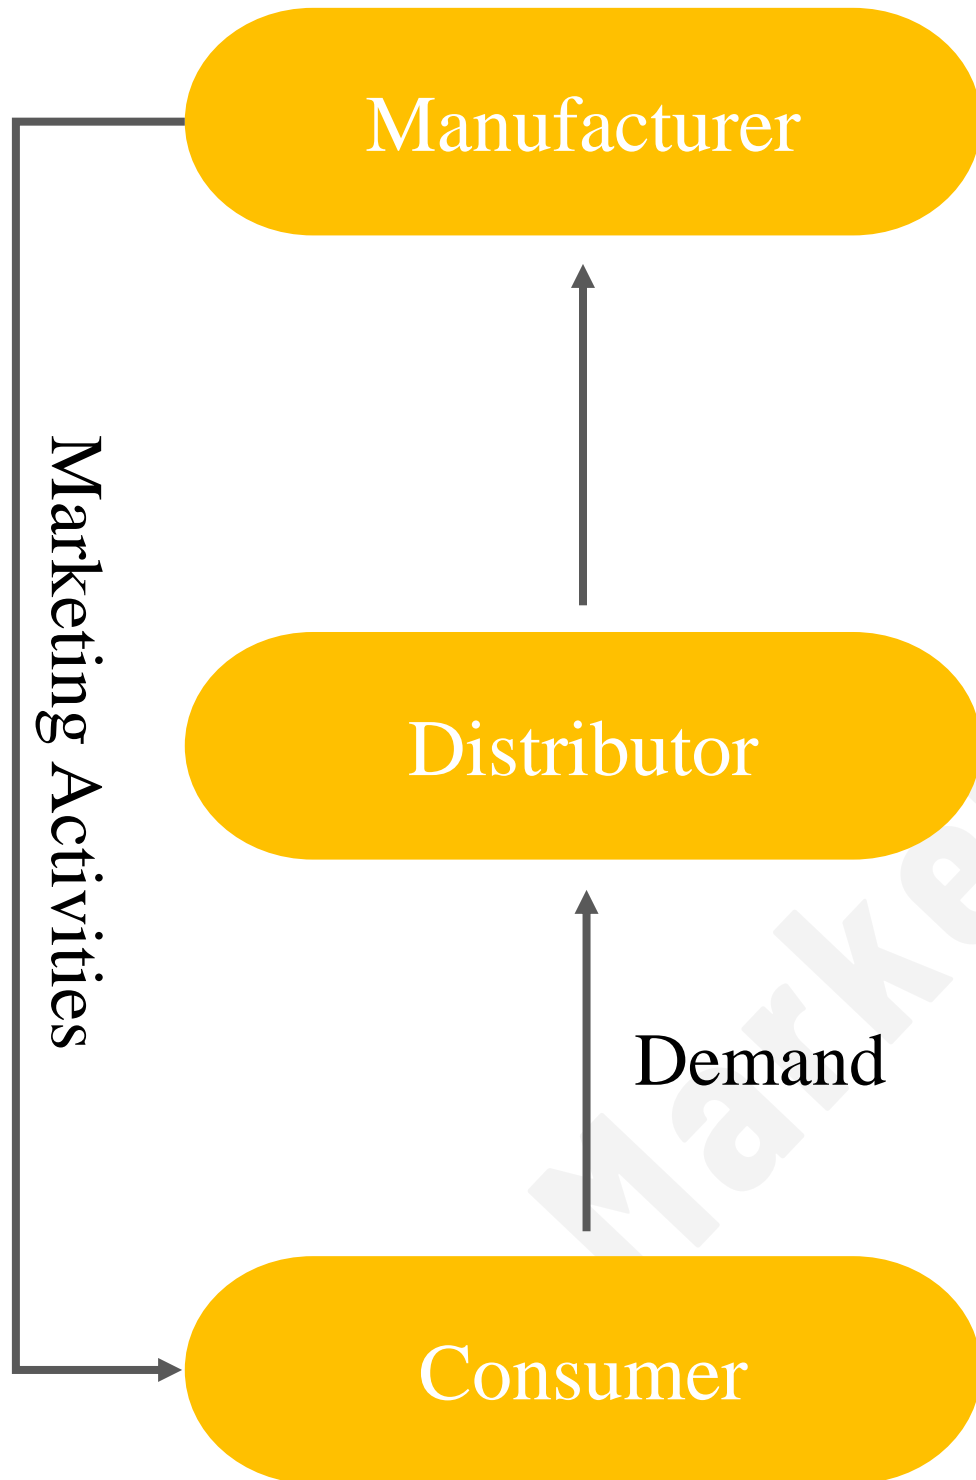 Manufacturer
Marketing Activities
Distributor
Demand
Consumer